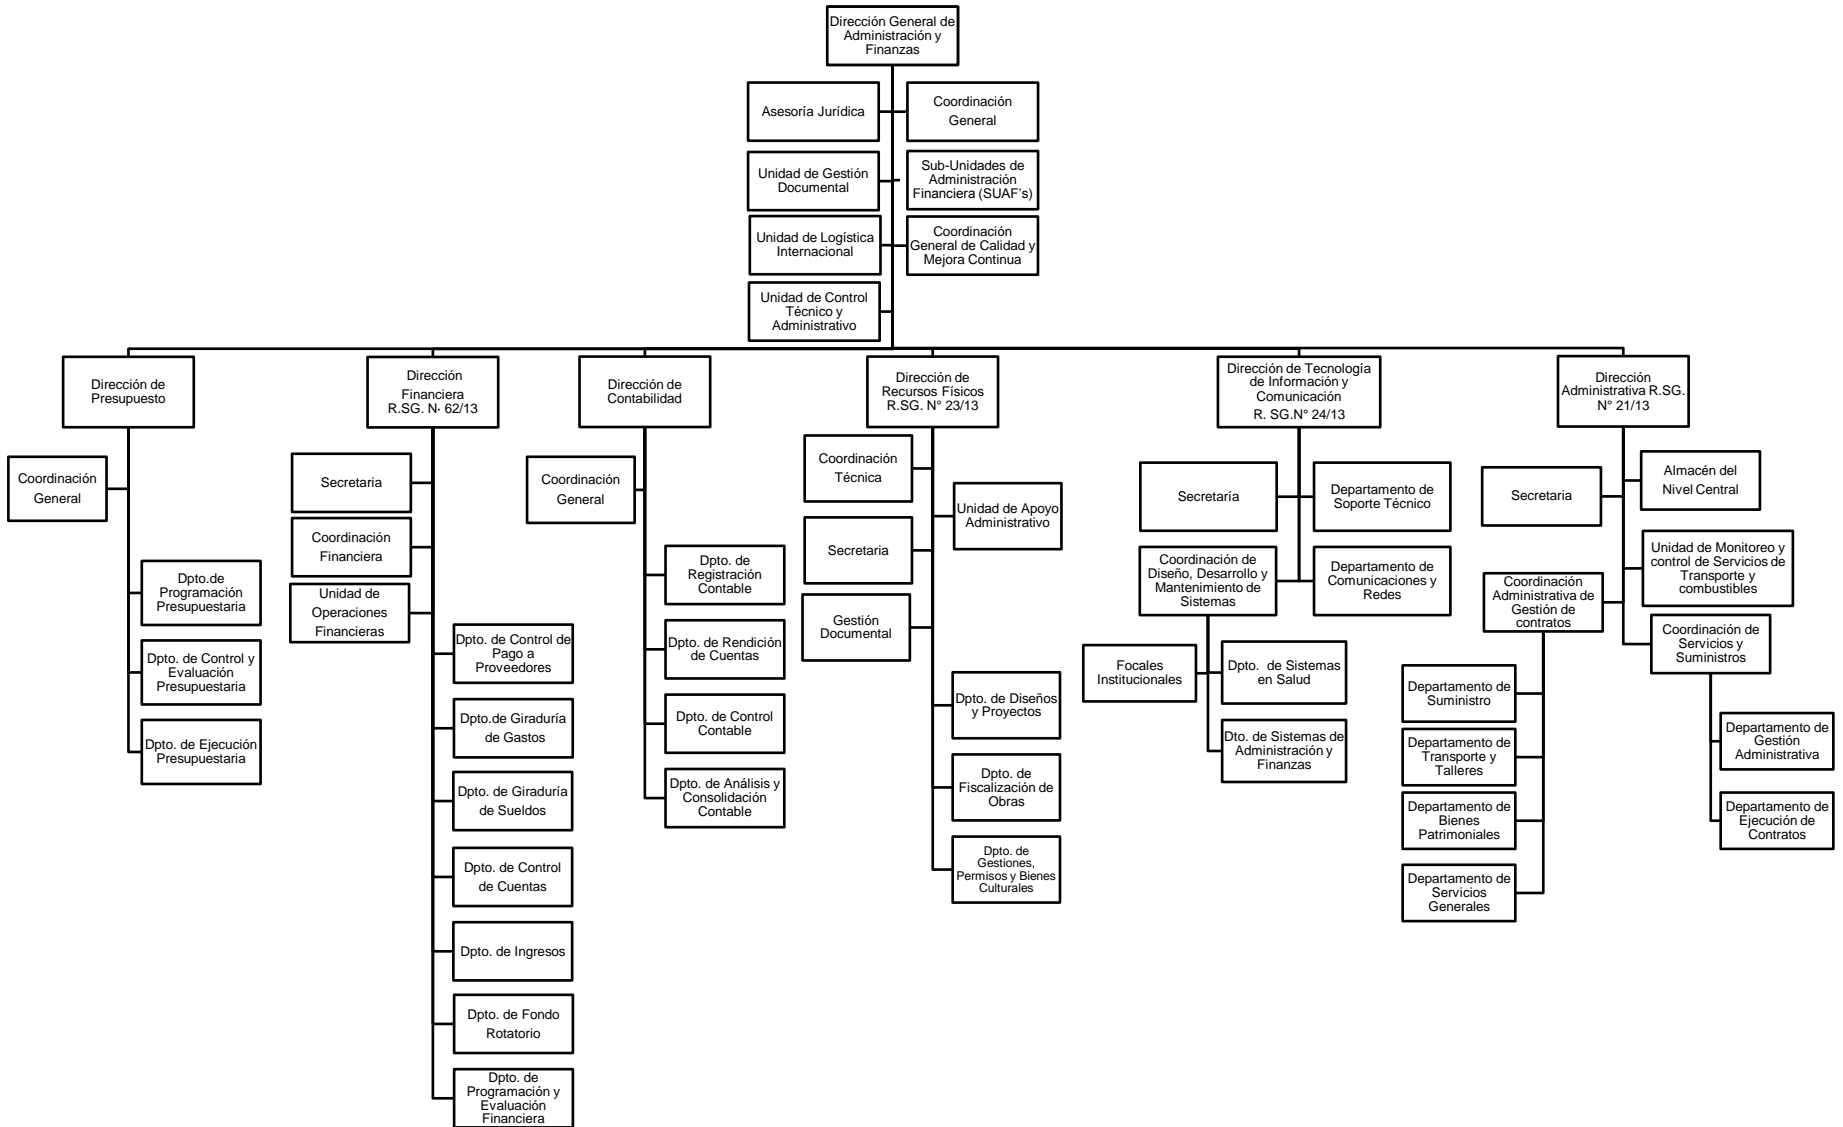 Dirección General de
Administración y
Finanzas
Asesoría Jurídica
Coordinación
General
Unidad de Gestión
Documental
Sub-Unidades de
Administración
Financiera (SUAF's)
Unidad de Logística
Internacional
Coordinación
General de Calidad y
Mejora Continua
Unidad de Control
Técnico y
Administrativo
Dirección de
Presupuesto
Coordinación
General
Dpto.de
Programación
Presupuestaria
Dpto. de Control y
Evaluación
Presupuestaria
Dpto. de Ejecución
Presupuestaria
Dirección
Financiera
R.SG. N· 62/13
Secretaria
Coordinación
Financiera
Unidad de
Operaciones
Financieras
Dpto. de Control de
Pago a
Proveedores
Dpto.de Giraduría
de Gastos
Dpto. de Giraduría
de Sueldos
Dpto. de Control
de Cuentas
Dpto. de Ingresos
Dpto. de Fondo
Rotatorio
Dpto. de
Programación y
Evaluación
Financiera
Dirección de
Contabilidad
Coordinación
General
Dpto. de
Registración
Contable
Dpto. de Rendición
de Cuentas
Dpto. de Control
Contable
Dpto. de Análisis y
Consolidación
Contable
Dirección de
Recursos Físicos
R.SG. N° 23/13
Coordinación
Técnica
Unidad de Apoyo
Administrativo
Secretaria
Gestión
Documental
Dpto. de Diseños
y Proyectos
Dpto. de
Fiscalización de
Obras
Dpto. de
Gestiones,
Permisos y Bienes
Culturales
Dirección de Tecnología
de Información y
Comunicación
R. SG.N° 24/13
Secretaría
Departamento de
Soporte Técnico
Coordinación de
Diseño, Desarrollo y
Mantenimiento de
Sistemas
Departamento de
Comunicaciones y
Redes
Focales
Institucionales
Dpto. de Sistemas
en Salud
Dto. de Sistemas de
Administración y
Finanzas
Dirección
Administrativa R.SG.
N° 21/13
Secretaria
Almacén del
Nivel Central
Unidad de Monitoreo y
control de Servicios de
Transporte y
combustibles
Coordinación
Administrativa de
Gestión de
contratos
Coordinación de
Servicios y
Suministros
Departamento de
Suministro
Departamento de
Transporte y
Talleres
Departamento de
Bienes
Patrimoniales
Departamento de
Servicios
Generales
Departamento de
Gestión
Administrativa
Departamento de
Ejecución de
Contratos